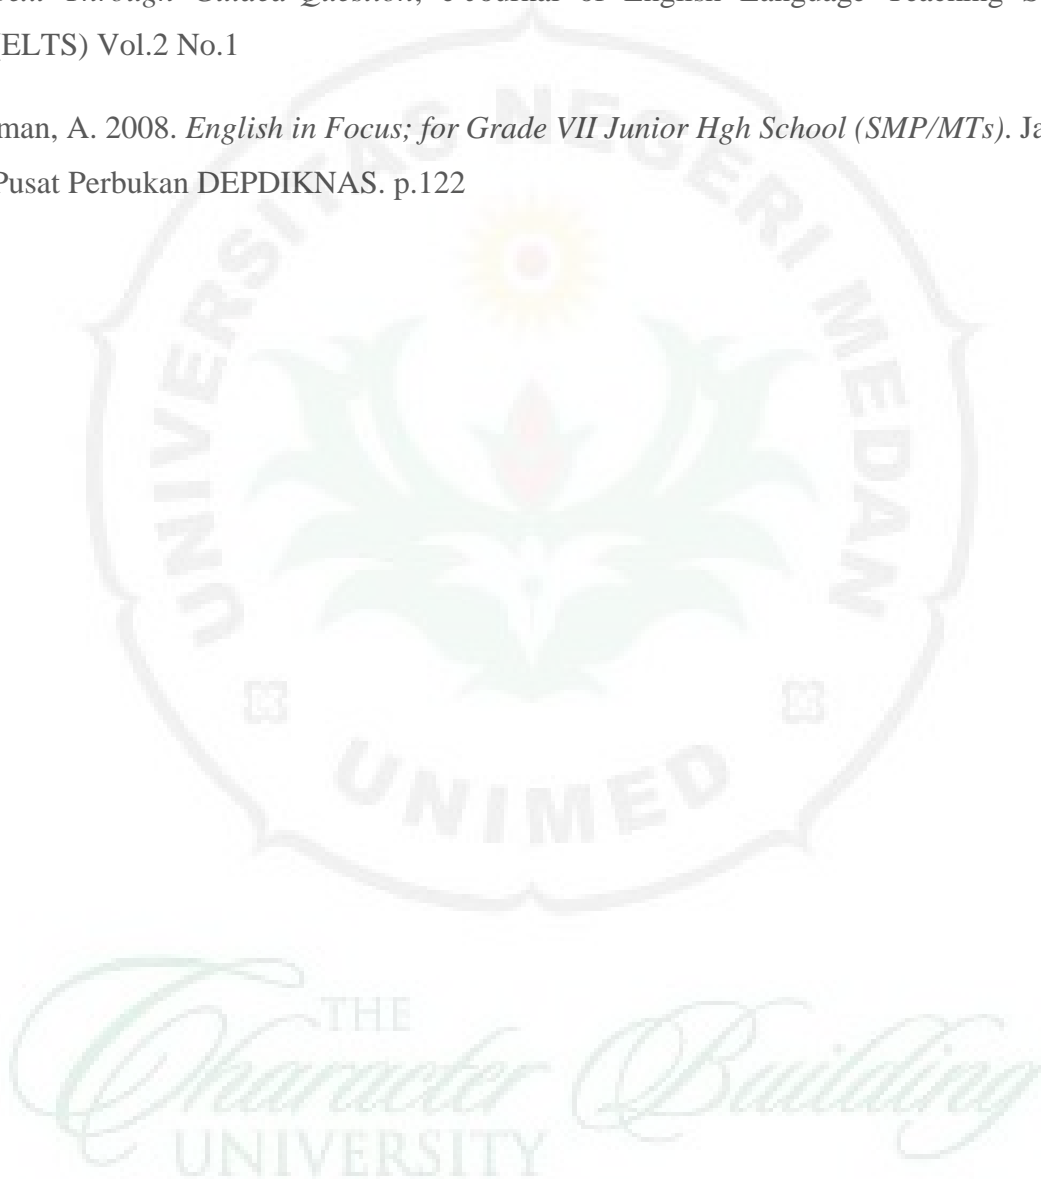 Through Guided Question, e-Journal of English Language Teaching
(ELTS) Vol.2 No.1
man, A. 2008. English in Focus; for Grade VII Junior Hgh School (SMP/MTs). Ja
Pusat Perbukan DEPDIKNAS. p.122
UNIVERSITAS NEGERI MEDAN
UNIMED
THE
Character Building
UNIVERSITY